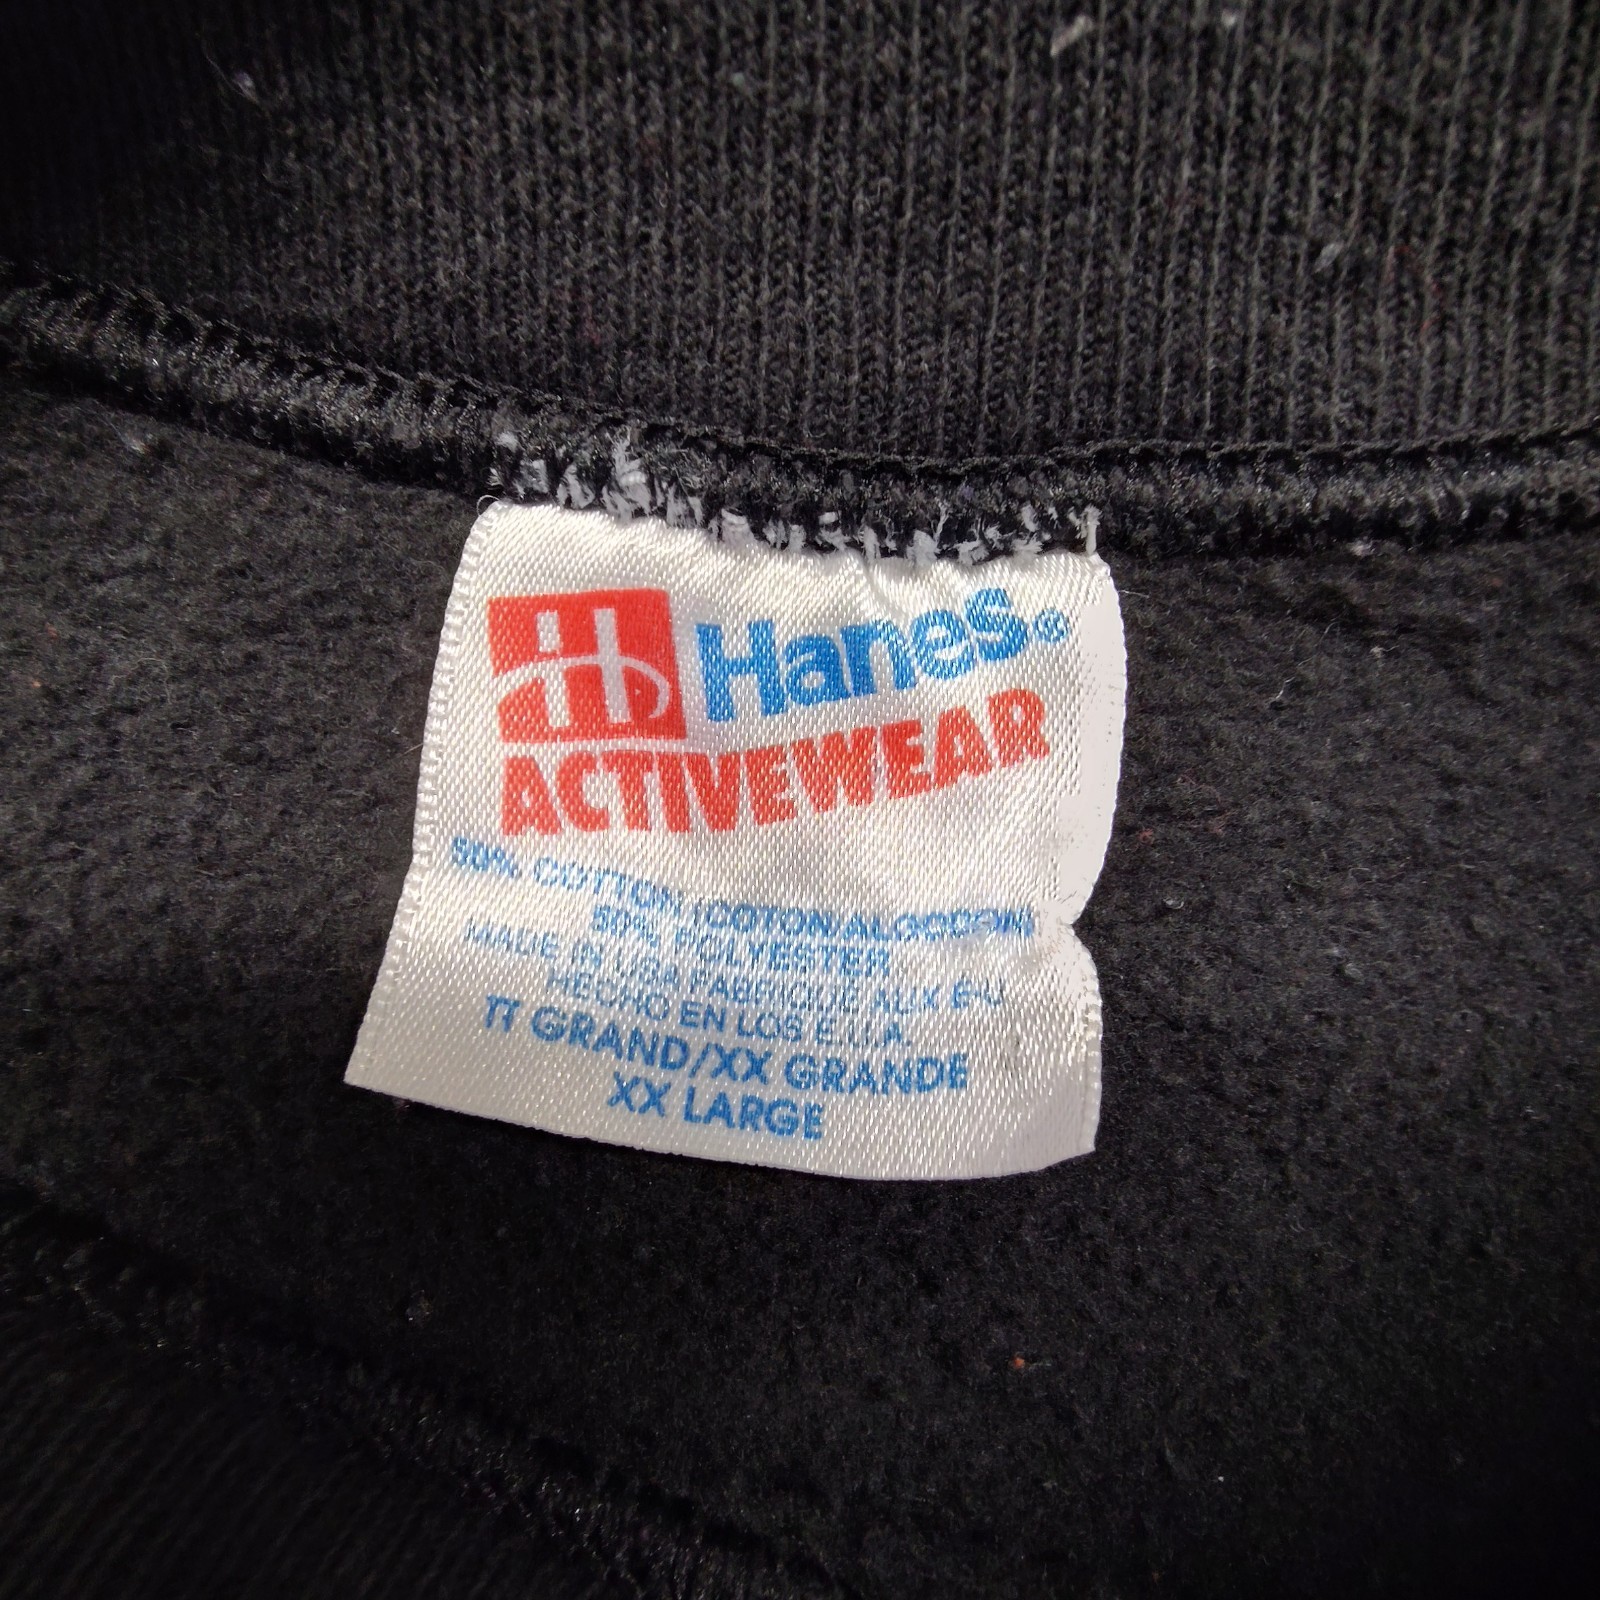 H Hanes®
ACTIVEWEAR
50% COTTON (COTON ALGODON)
50% POLYESTER
MADE IN USA FABRIQUE AUX E-U
HECHO EN LOS E.U.A
TT GRAND/XX GRANDE
XX LARGE